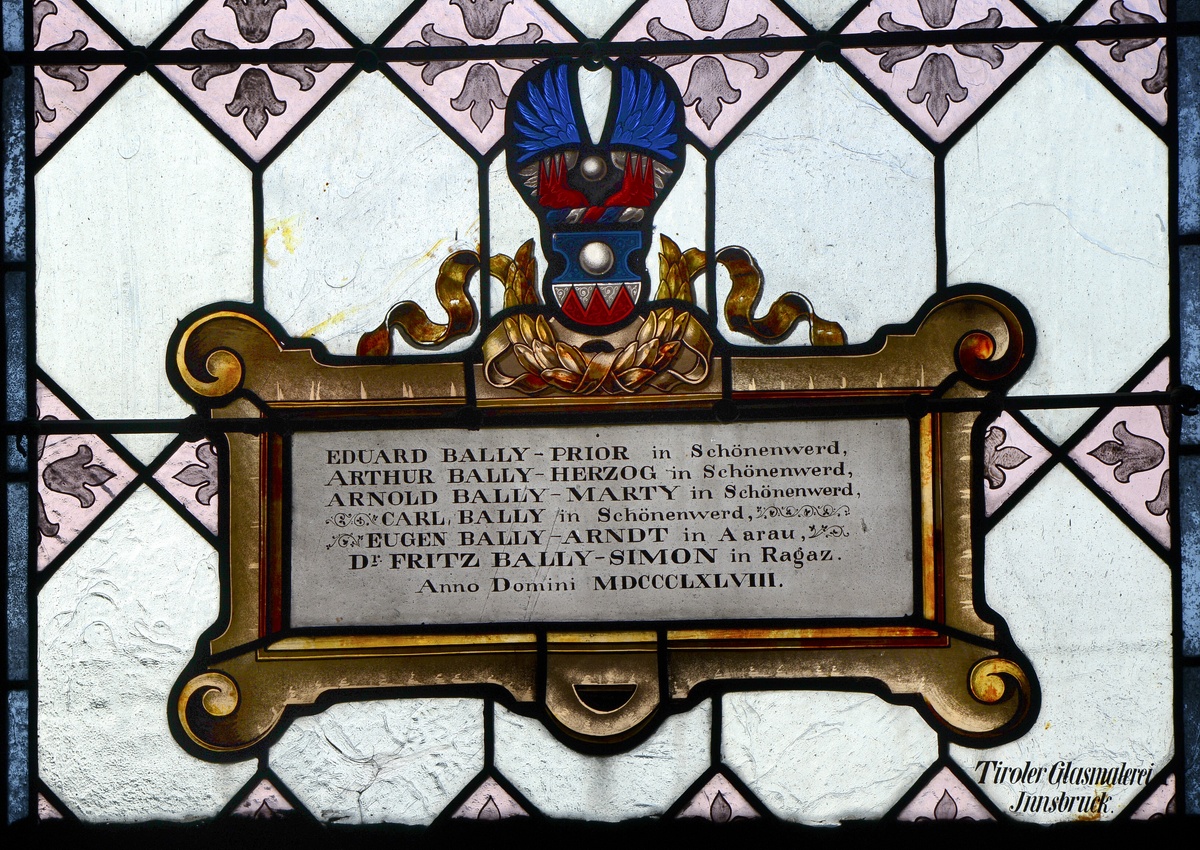 EDUARD BALLY-PRIOR in Schönenwerd,
ARTHUR BALLY-HERZOG in Schönenwerd,
ARNOLD BALLY-MARTY in Schönenwerd,
CARL BALLY in Schönenwerd,
EUGEN BALLY-ARNDT in Aarau,
Dr. FRITZ BALLY-SIMON in Ragaz.
Anno Domini MDCCCLXLVIII.
Tiroler Glasmalerei
Innsbruck.